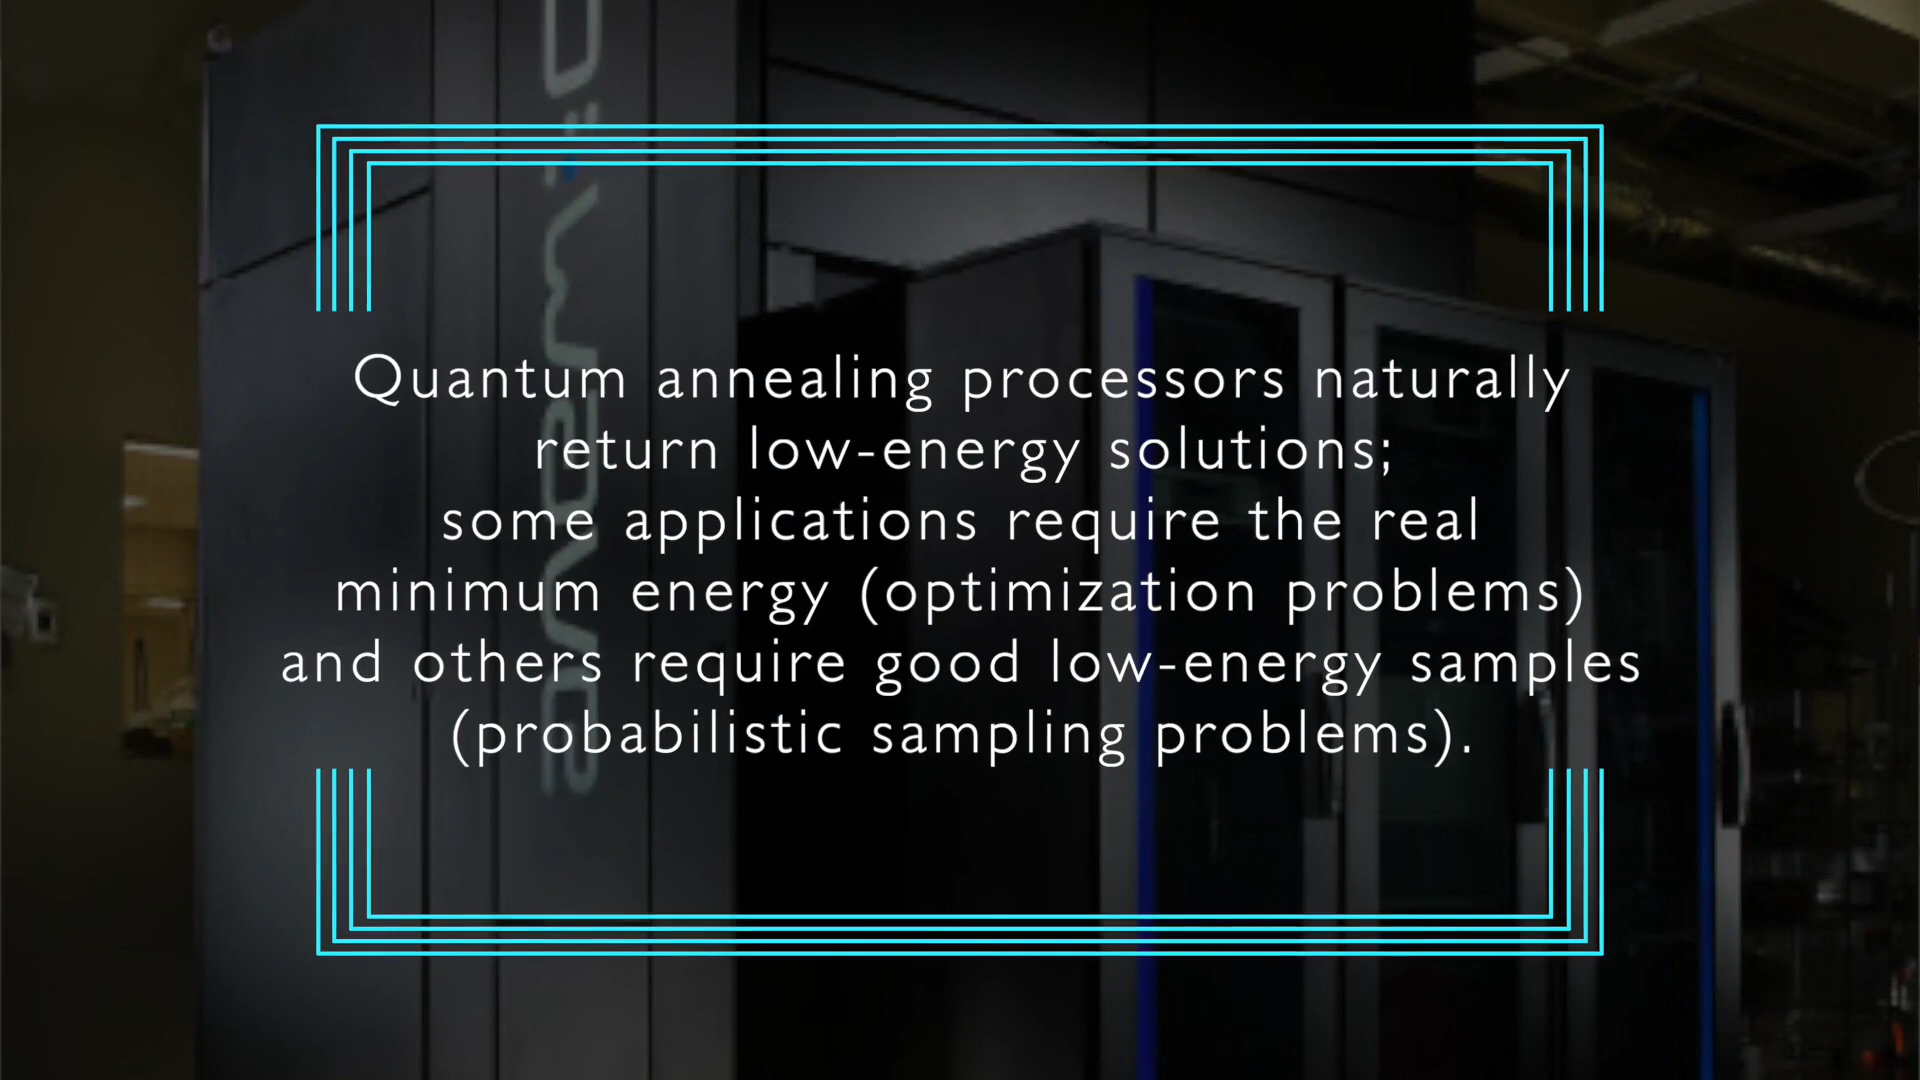 Quantum annealing processors naturally
return low-energy solutions;
some applications require the real
minimum energy (optimization problems)
and others require good low-energy samples
(probabilistic sampling problems).